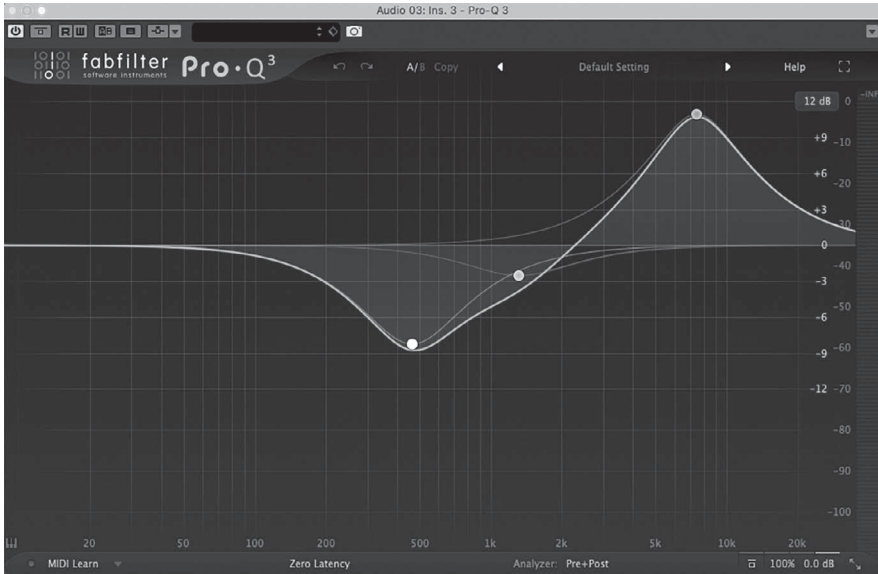 Audio 03: Ins. 3 - Pro-Q 3
R W
fabfilter
software instruments
Pro·Q3
A/B Copy
Default Setting
Help
12 dB 0 -INF
+9 -10
+6 -20
+3 -30
0
-40
-3
-50
-6
-60
-9
-12 -70
-80
-90
-100
20 50 100 200 500 1k 2k 5k 10k 20k
MIDI Learn Zero Latency Analyzer: Pre+Post 100% 0.0 dB